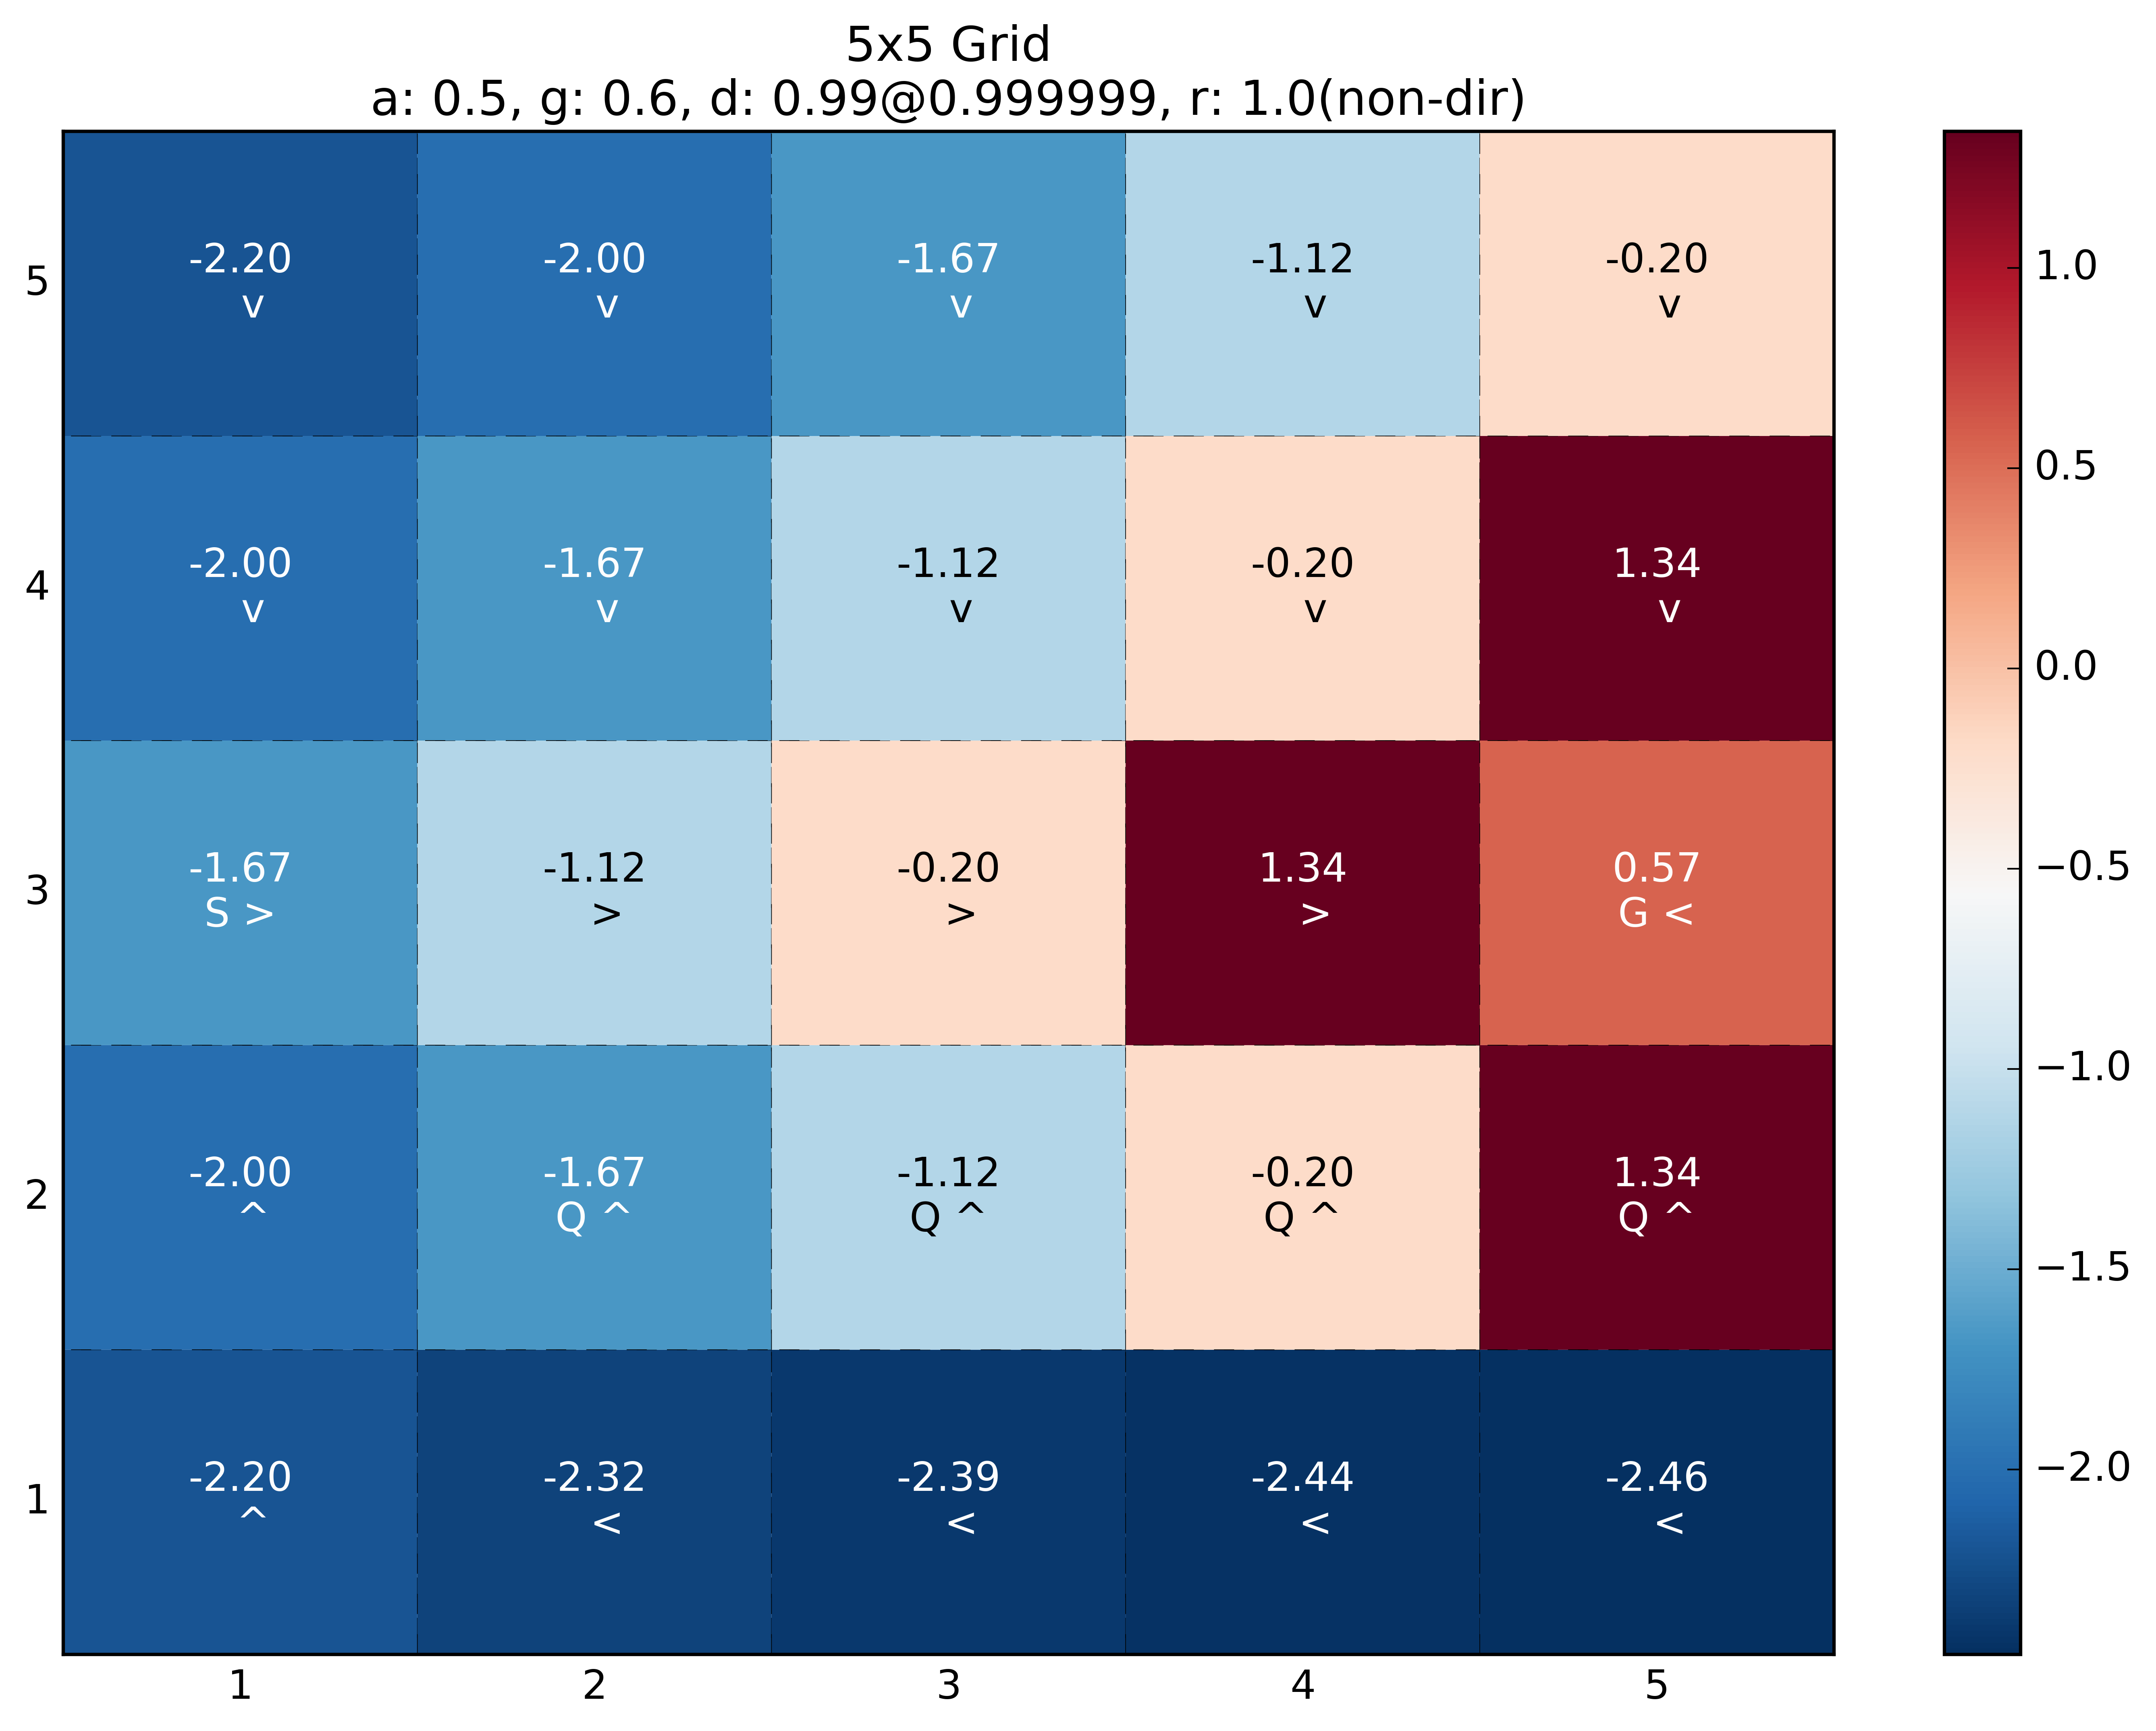 5x5 Grid
a: 0.5, g: 0.6, d: 0.99@0.999999, r: 1.0(non-dir)
5
-2.20
v
-2.00
v
-1.67
v
-1.12
v
-0.20
v
4
-2.00
v
-1.67
v
-1.12
v
-0.20
v
1.34
v
3
-1.67
S >
-1.12
>
-0.20
>
1.34
>
0.57
G <
2
-2.00
^
-1.67
Q ^
-1.12
Q ^
-0.20
Q ^
1.34
Q ^
1
-2.20
^
-2.32
<
-2.39
<
-2.44
<
-2.46
<
1
2
3
4
5
1.0
0.5
0.0
−0.5
−1.0
−1.5
−2.0